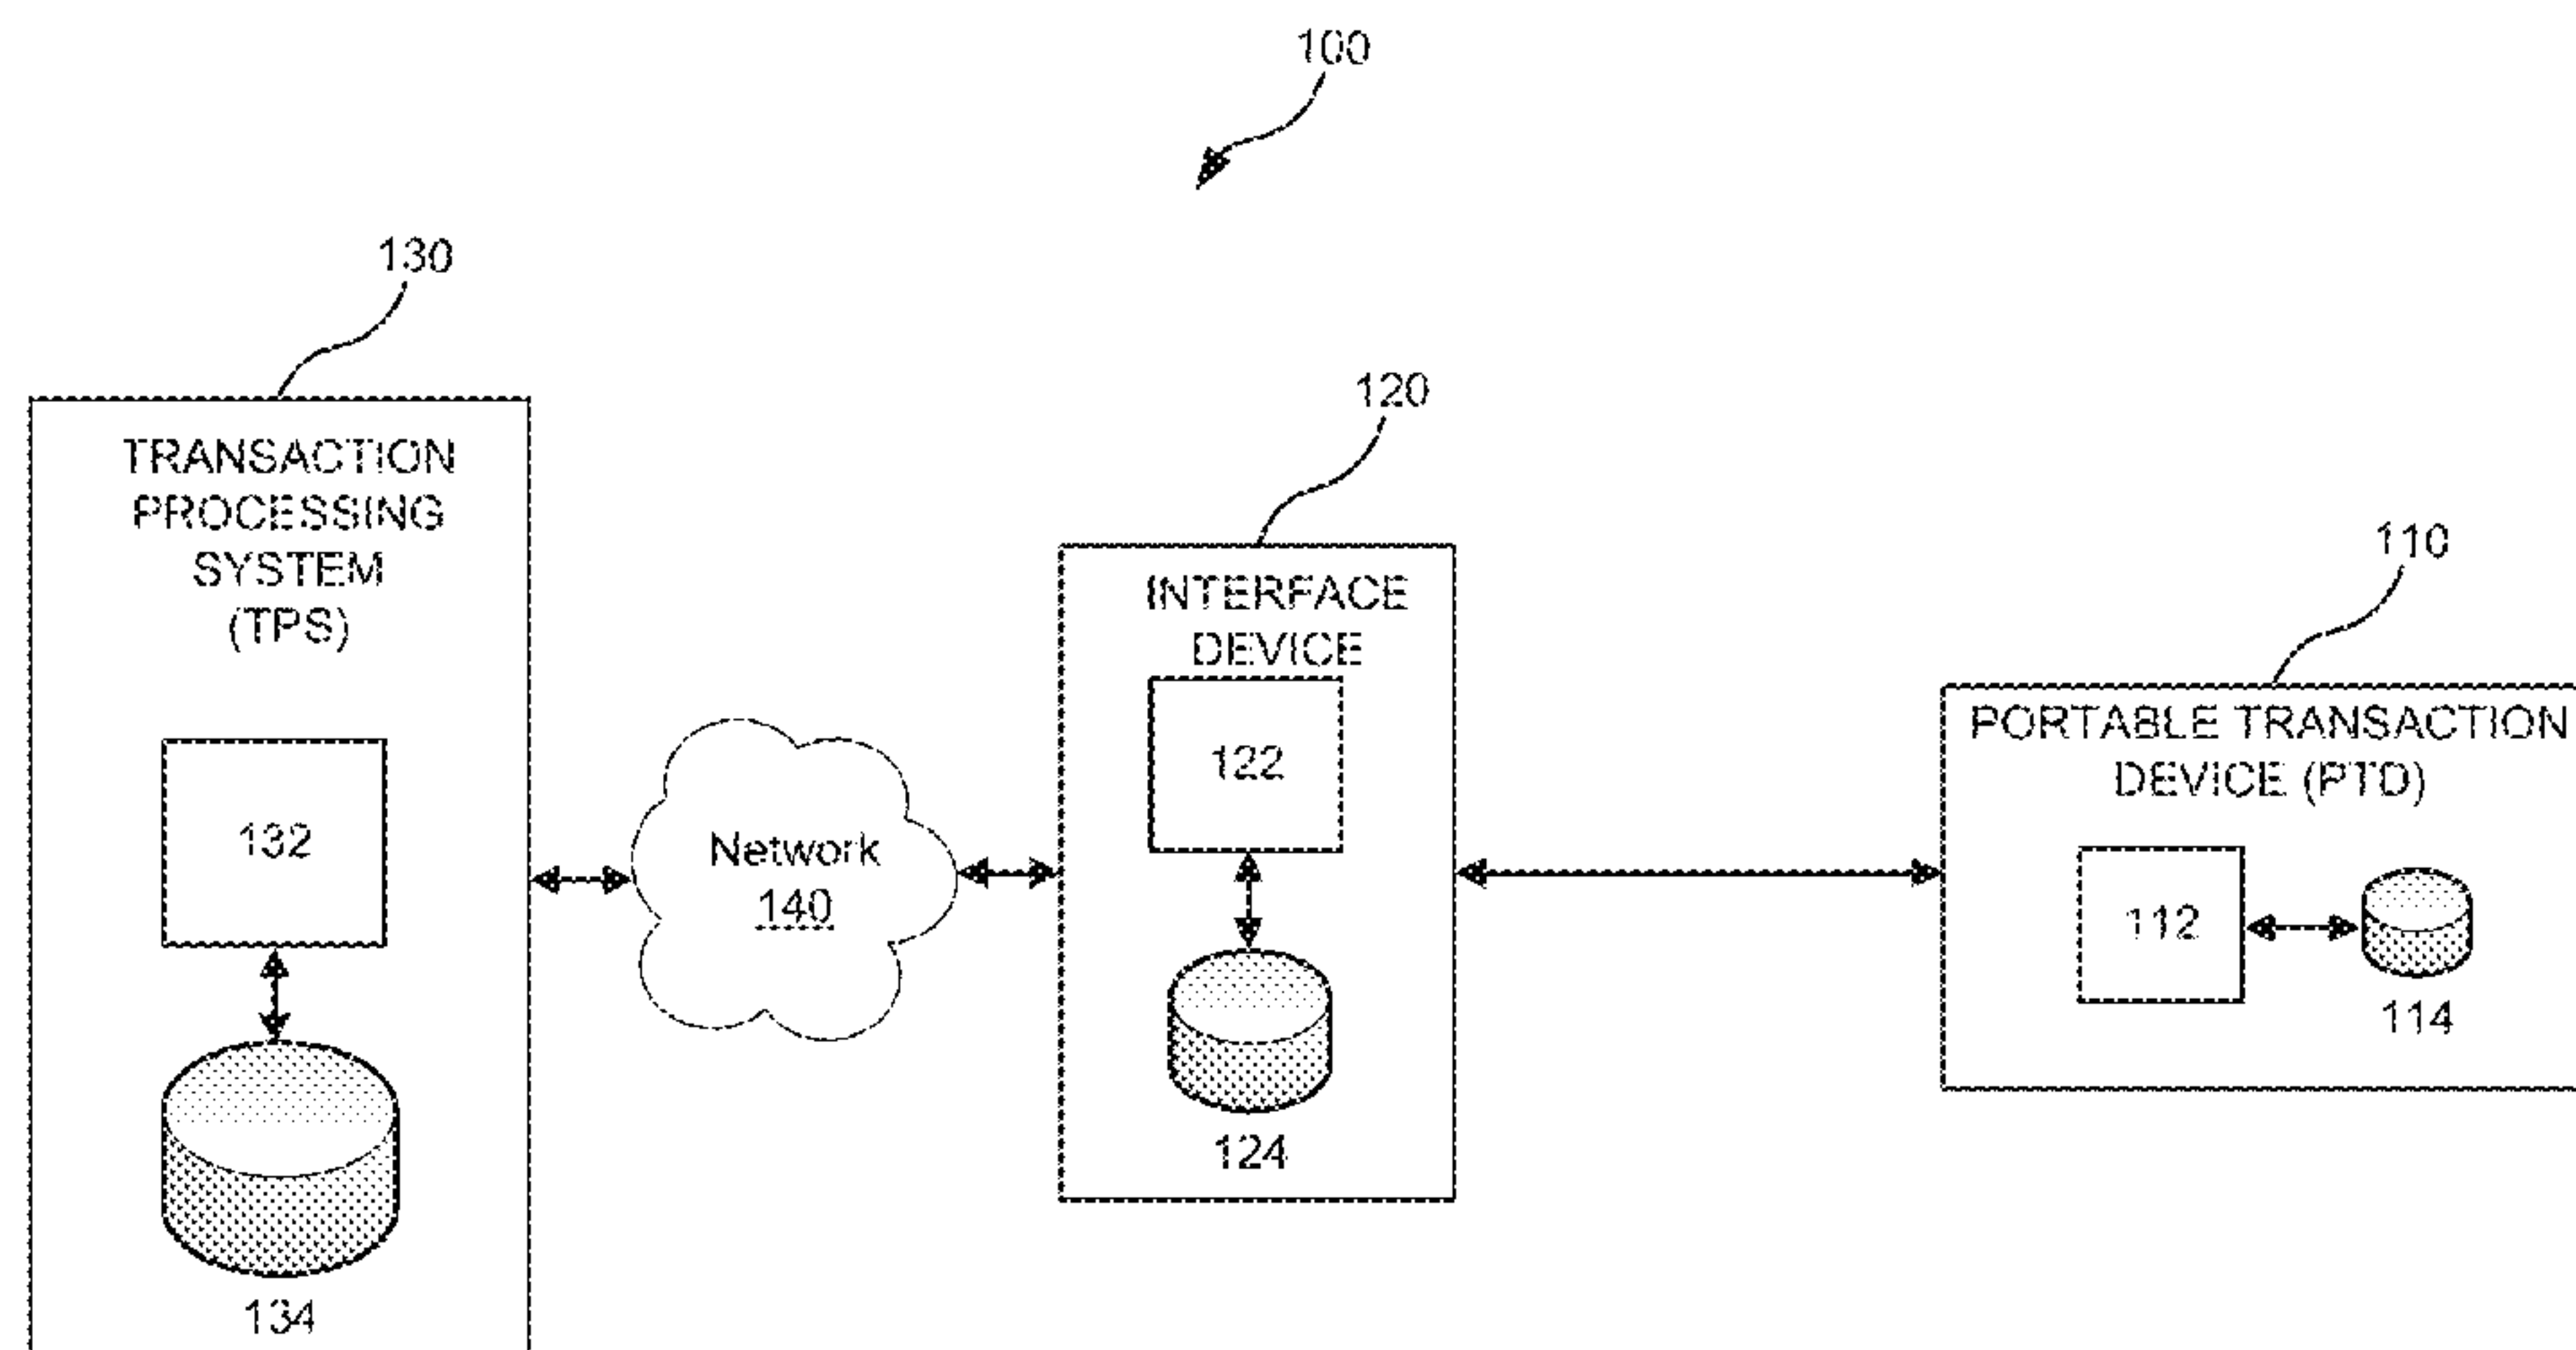 100
130
TRANSACTION
PROCESSING
SYSTEM
(TPS)
132
134
Network
140
120
INTERFACE
DEVICE
122
124
110
PORTABLE TRANSACTION
DEVICE (PTD)
112
114